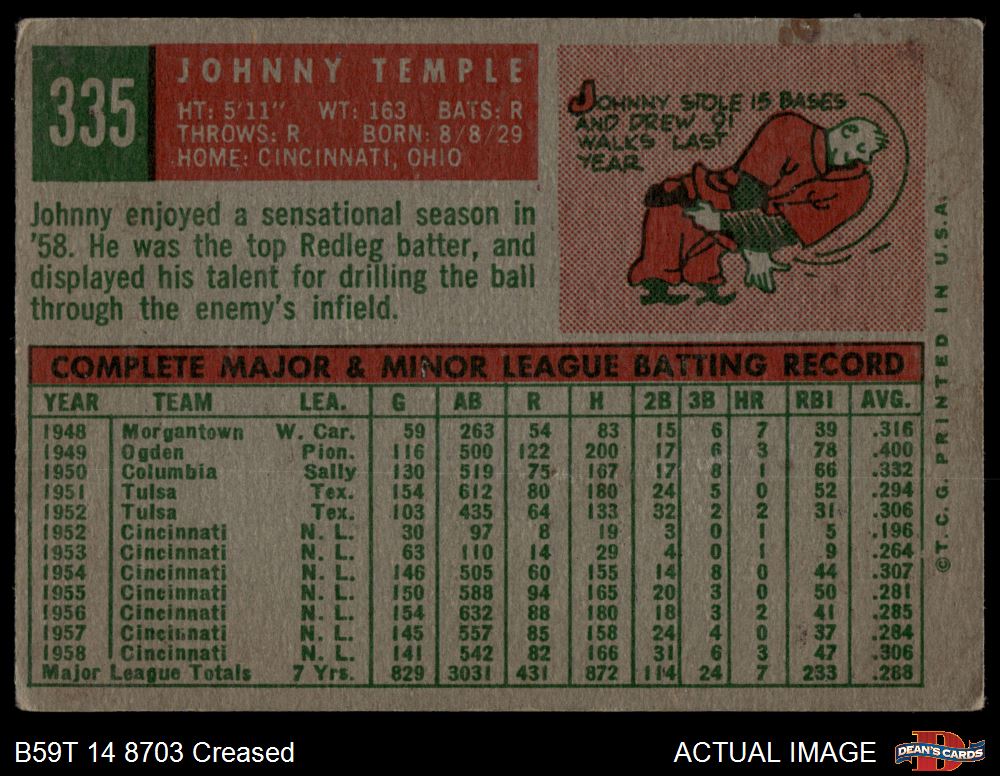 335
JOHNNY TEMPLE
HT: 5'11" WT: 163 BATS: R
THROWS: R BORN: 8/8/29
HOME: CINCINNATI, OHIO
Johnny enjoyed a sensational season in
'58. He was the top Redleg batter, and
displayed his talent for drilling the ball
through the enemy's infield.
JOHNNY STOLE 15 BASES
AND DREW 91
WALKS LAST
YEAR
COMPLETE MAJOR & MINOR LEAGUE BATTING RECORD
YEAR TEAM LEA. G AB R H 2B 3B HR RBI AVG.
1948 Morgantown W. Car. 59 263 54 83 15 6 7 39 .316
1949 Ogden Pion. 116 500 122 200 17 6 3 78 .400
1950 Columbia Sally 130 519 75 167 17 8 1 66 .332
1951 Tulsa Tex. 154 612 80 180 24 5 0 52 .294
1952 Tulsa Tex. 103 435 64 133 32 2 2 31 .306
1952 Cincinnati N. L. 30 97 8 19 3 0 1 5 .196
1953 Cincinnati N. L. 63 110 14 29 4 0 1 9 .264
1954 Cincinnati N. L. 146 505 60 155 14 8 0 44 .307
1955 Cincinnati N. L. 150 588 94 165 20 3 0 50 .281
1956 Cincinnati N. L. 154 632 88 180 18 3 2 41 .285
1957 Cincinnati N. L. 145 557 85 158 24 4 0 37 .284
1958 Cincinnati N. L. 141 542 82 166 31 6 3 47 .306
Major League Totals 7 Yrs. 829 3031 431 872 114 24 7 233 .288
©T.C.G. PRINTED IN U.S.A.
B59T 14 8703 Creased
ACTUAL IMAGE
D
DEAN'S CARDS